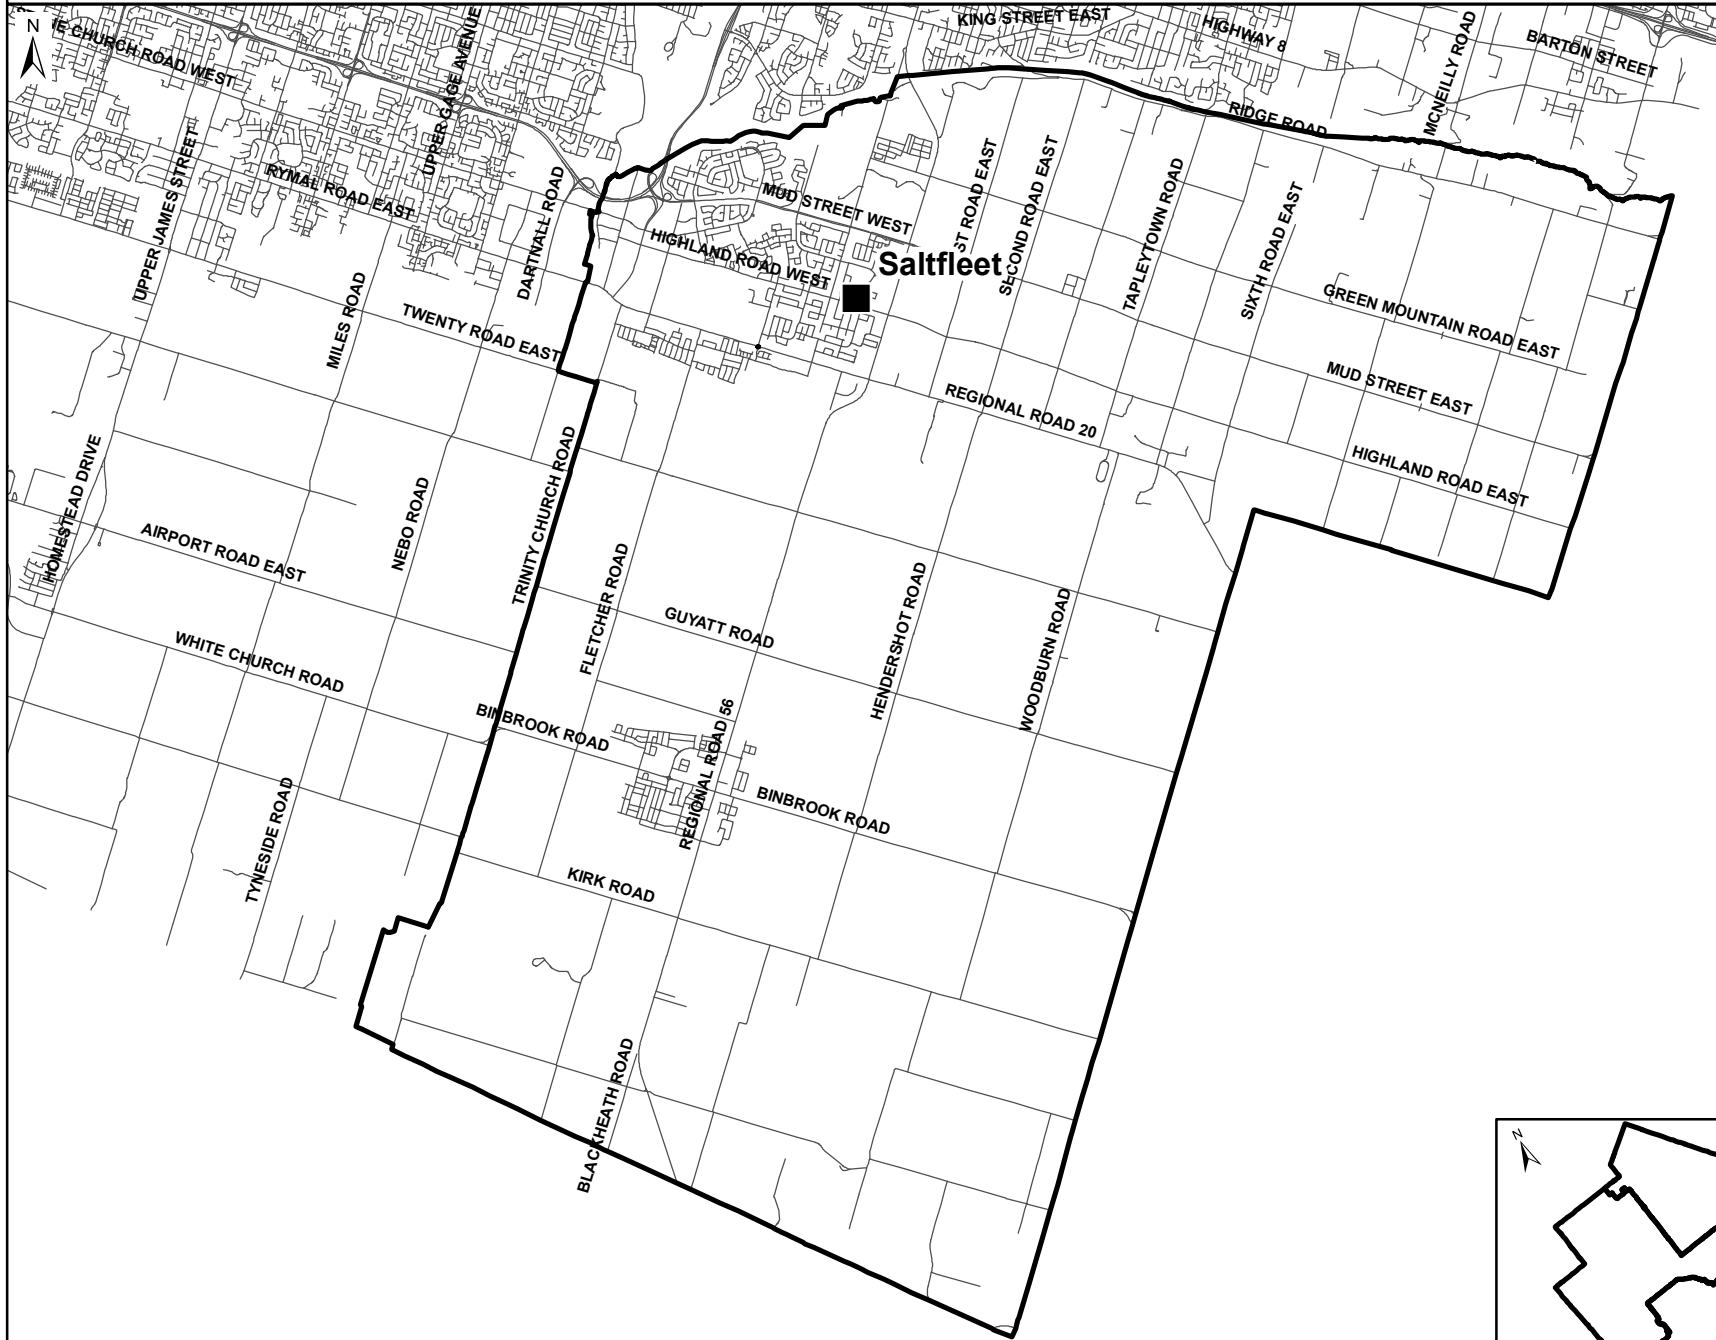 N
KING STREET EAST
HIGHWAY 8
MCNEILLY ROAD
BARTON STREET
CHURCH ROAD WEST
UPPER GAGE AVENUE
RIDGE ROAD
UPPER JAMES STREET
RYMAL ROAD EAST
DARTNALL ROAD
MUD STREET WEST
ST ROAD EAST
SECOND ROAD EAST
TAPLEYTOWN ROAD
SIXTH ROAD EAST
HIGHLAND ROAD WEST
Saltfleet
GREEN MOUNTAIN ROAD EAST
MILES ROAD
TWENTY ROAD EAST
MUD STREET EAST
REGIONAL ROAD 20
HOMESTEAD DRIVE
NEBO ROAD
TRINITY CHURCH ROAD
HIGHLAND ROAD EAST
AIRPORT ROAD EAST
FLETCHER ROAD
GUYATT ROAD
HENDERSHOT ROAD
WOODBURN ROAD
WHITE CHURCH ROAD
BINBROOK ROAD
REGIONAL ROAD 56
BINBROOK ROAD
TYNESIDE ROAD
KIRK ROAD
BLACKHEATH ROAD
N